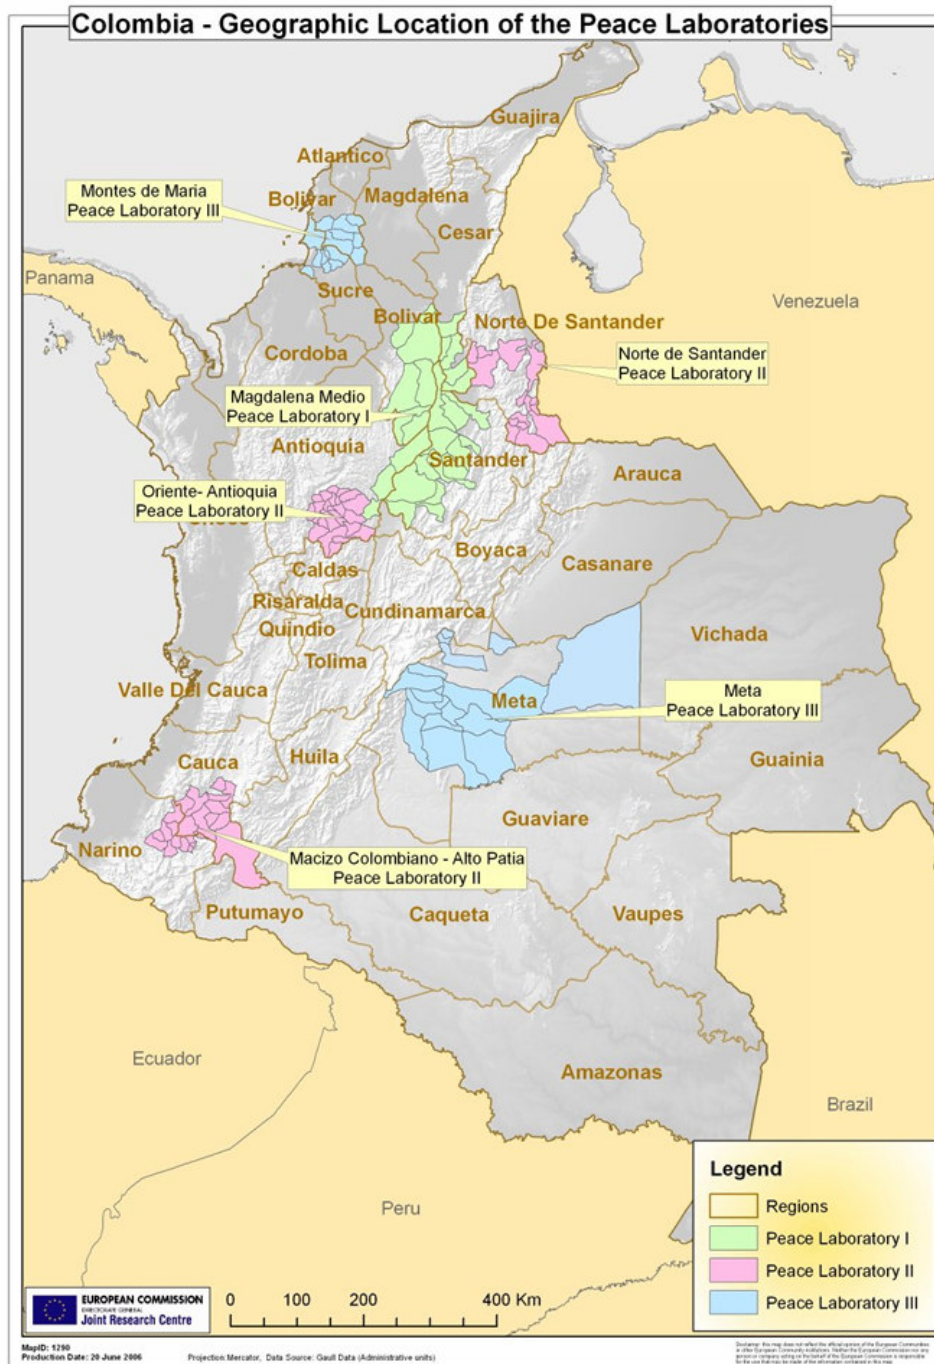 Colombia - Geographic Location of the Peace Laboratories
Guajira
Atlantico
Montes de Maria
Peace Laboratory III
Bolivar
Magdalena
Cesar
Panama
Sucre
Venezuela
Bolivar
Norte De Santander
Cordoba
Norte de Santander
Peace Laboratory II
Magdalena Medio
Peace Laboratory I
Antioquia
Santander
Arauca
Oriente- Antioquia
Peace Laboratory II
Boyaca
Casanare
Caldas
Risaralda
Cundinamarca
Quindio
Vichada
Tolima
Valle Del Cauca
Meta
Meta
Peace Laboratory III
Huila
Cauca
Guainia
Guaviare
Narino
Macizo Colombiano - Alto Patia
Peace Laboratory II
Putumayo
Caqueta
Vaupes
Ecuador
Amazonas
Brazil
Peru
Legend
Regions
Peace Laboratory I
Peace Laboratory II
Peace Laboratory III
EUROPEAN COMMISSION
DIRECTORATE GENERAL
Joint Research Centre
0 100 200 400 Km
MapID: 1290
Production Date: 20 June 2006
Projection:Mercator, Data Source: Gaull Data (Administrative units)